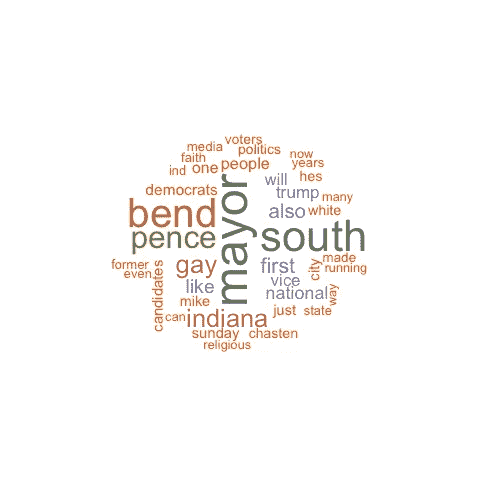 voters
media
politics
now
faith
years
ind
one
people
hes
will
democrats
trump
many
bend
mayor
also
white
pence
south
former
even
gay
first
city
made
running
candidates
like
vice
national
way
mike
can
indiana
just
state
sunday
chasten
religious